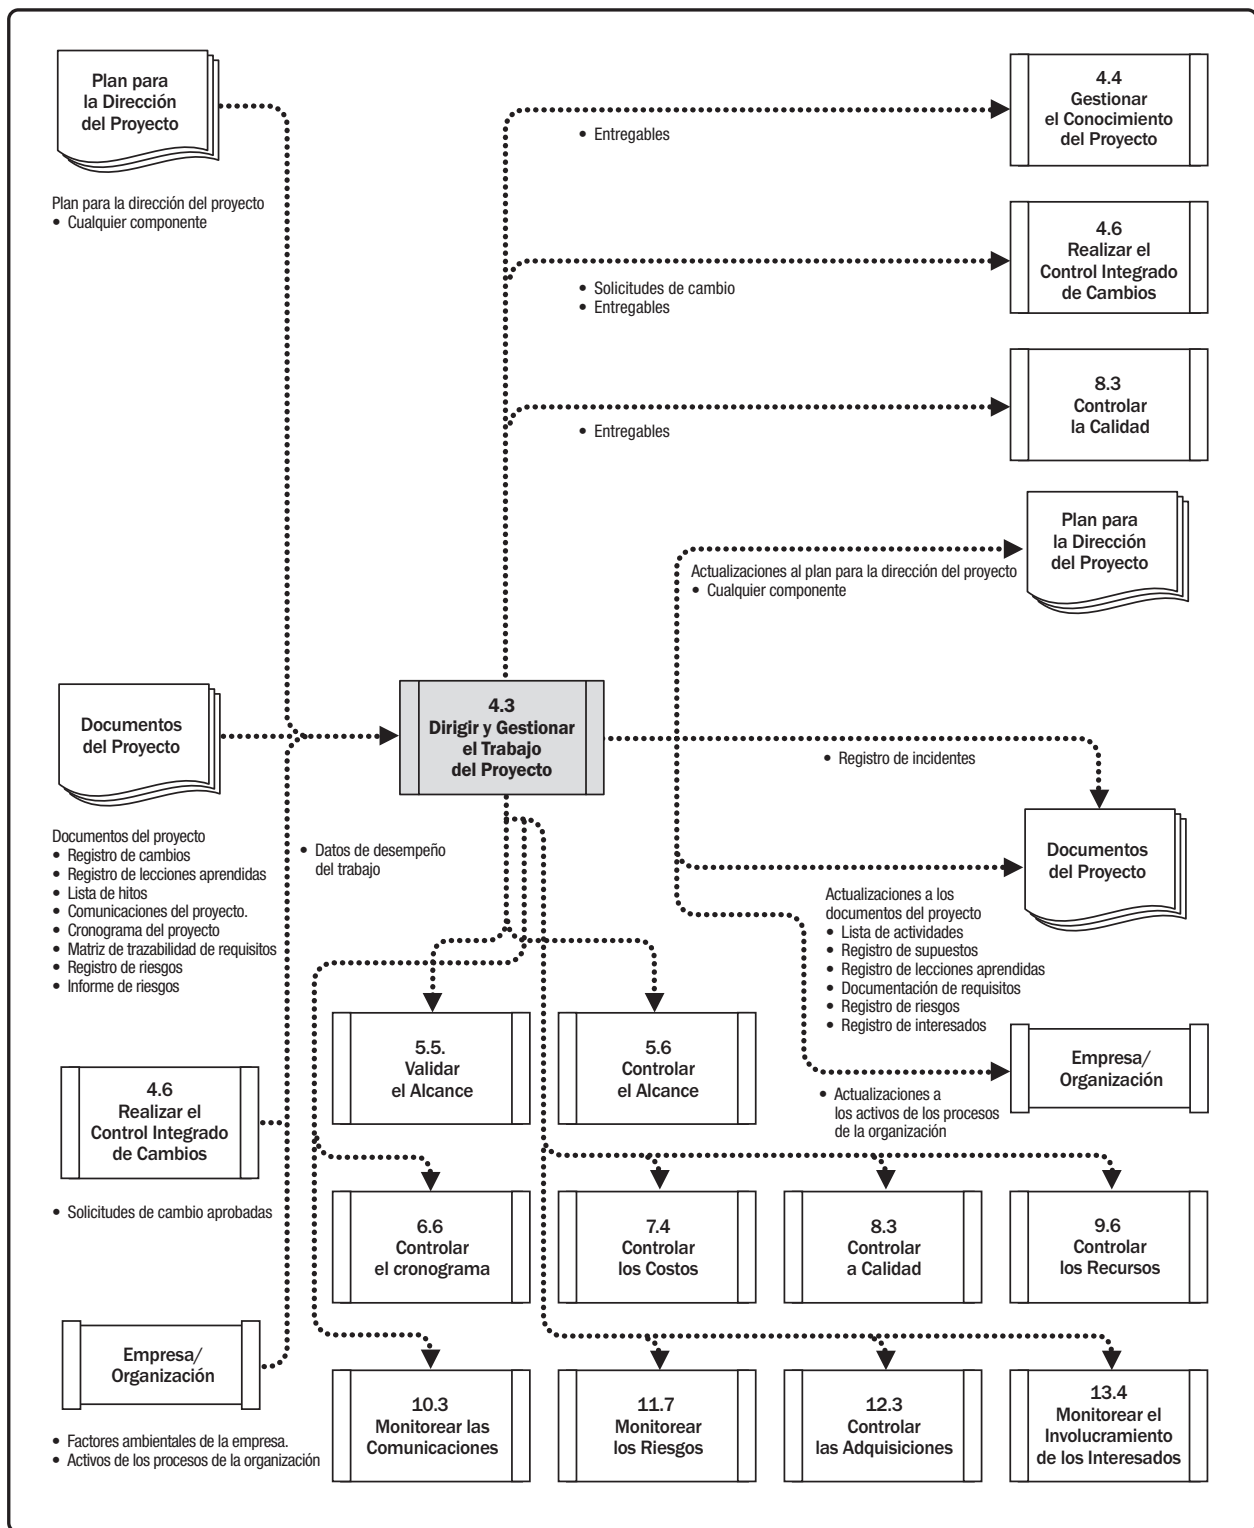 Plan para
la Dirección
del Proyecto
Plan para la dirección del proyecto
• Cualquier componente
4.4
Gestionar
el Conocimiento
del Proyecto
• Entregables
4.6
Realizar el
Control Integrado
de Cambios
• Solicitudes de cambio
• Entregables
8.3
Controlar
la Calidad
• Entregables
Plan para
la Dirección
del Proyecto
Actualizaciones al plan para la dirección del proyecto
• Cualquier componente
Documentos
del Proyecto
4.3
Dirigir y Gestionar
el Trabajo
del Proyecto
• Registro de incidentes
Documentos del proyecto
• Registro de cambios
• Registro de lecciones aprendidas
• Lista de hitos
• Comunicaciones del proyecto.
• Cronograma del proyecto
• Matriz de trazabilidad de requisitos
• Registro de riesgos
• Informe de riesgos
• Datos de desempeño
del trabajo
Documentos
del Proyecto
Actualizaciones a los
documentos del proyecto
• Lista de actividades
• Registro de supuestos
• Registro de lecciones aprendidas
• Documentación de requisitos
• Registro de riesgos
• Registro de interesados
5.5.
Validar
el Alcance
5.6
Controlar
el Alcance
Empresa/
Organización
• Actualizaciones a
los activos de los procesos
de la organización
4.6
Realizar el
Control Integrado
de Cambios
• Solicitudes de cambio aprobadas
6.6
Controlar
el cronograma
7.4
Controlar
los Costos
8.3
Controlar
a Calidad
9.6
Controlar
los Recursos
Empresa/
Organización
• Factores ambientales de la empresa.
• Activos de los procesos de la organización
10.3
Monitorear las
Comunicaciones
11.7
Monitorear
los Riesgos
12.3
Controlar
las Adquisiciones
13.4
Monitorear el
Involucramiento
de los Interesados